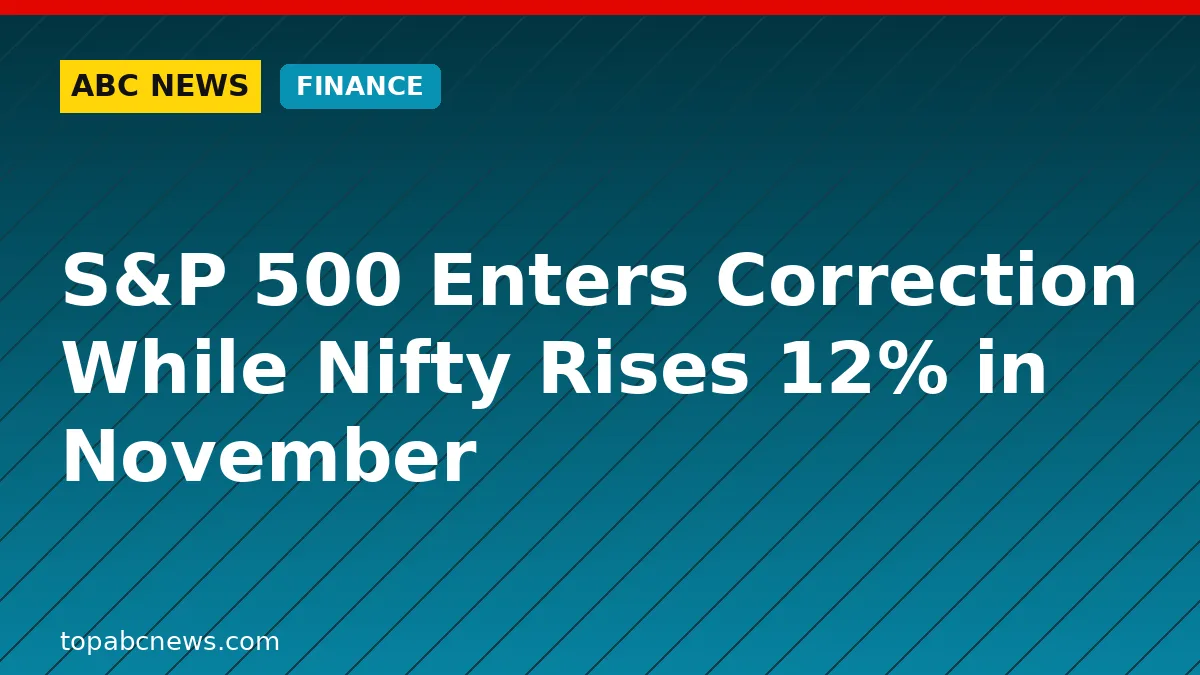 ABC NEWS
FINANCE
S&P 500 Enters Correction
While Nifty Rises 12% in
November
topabcnews.com